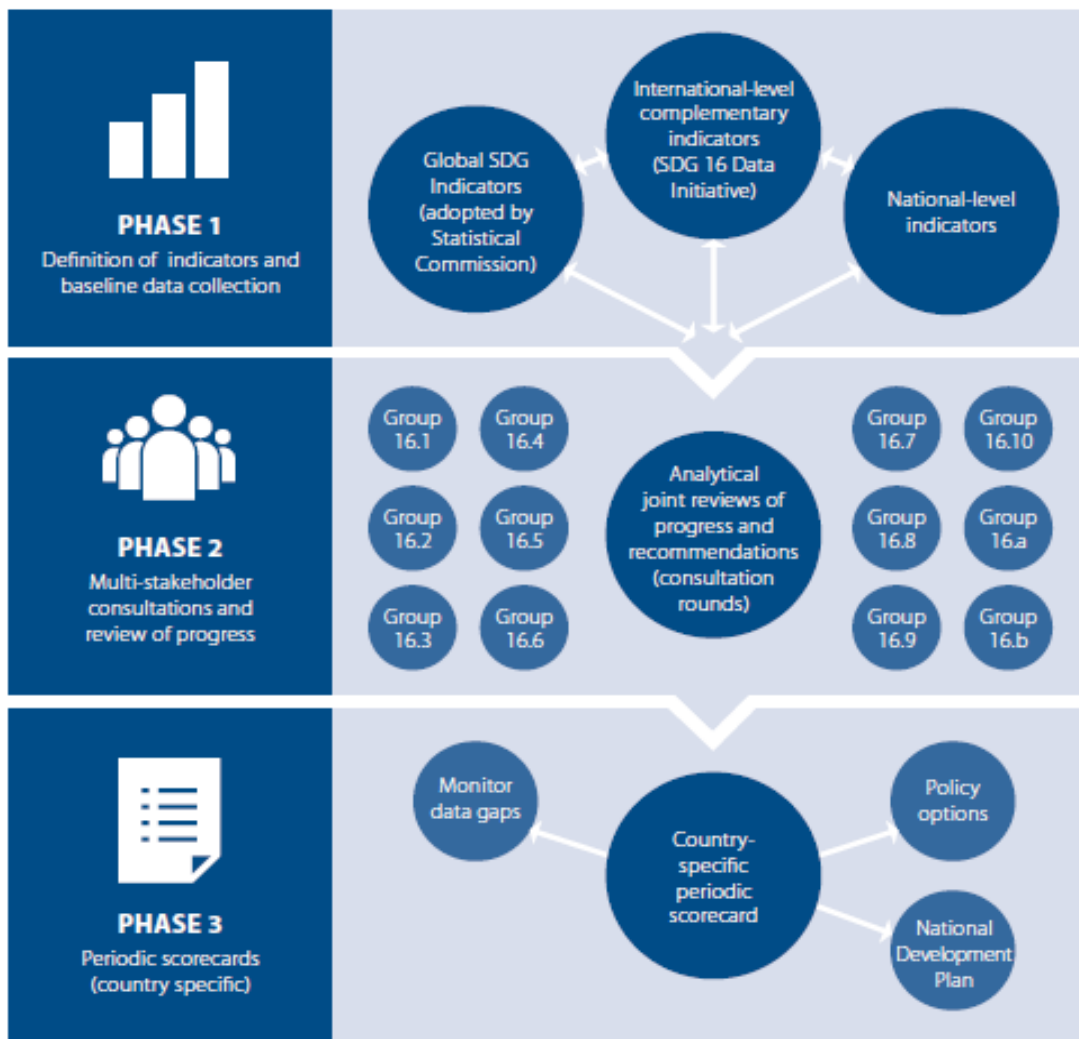 PHASE 1
Definition of indicators and
baseline data collection
Global SDG
Indicators
(adopted by
Statistical
Commission)
International-level
complementary
indicators
(SDG 16 Data
Initiative)
National-level
indicators
PHASE 2
Multi-stakeholder
consultations and
review of progress
Group
16.1
Group
16.4
Group
16.2
Group
16.5
Group
16.3
Group
16.6
Analytical
joint reviews of
progress and
recommendations
(consultation
rounds)
Group
16.7
Group
16.10
Group
16.8
Group
16.a
Group
16.9
Group
16.b
PHASE 3
Periodic scorecards
(country specific)
Monitor
data gaps
Country-
specific
periodic
scorecard
Policy
options
National
Development
Plan